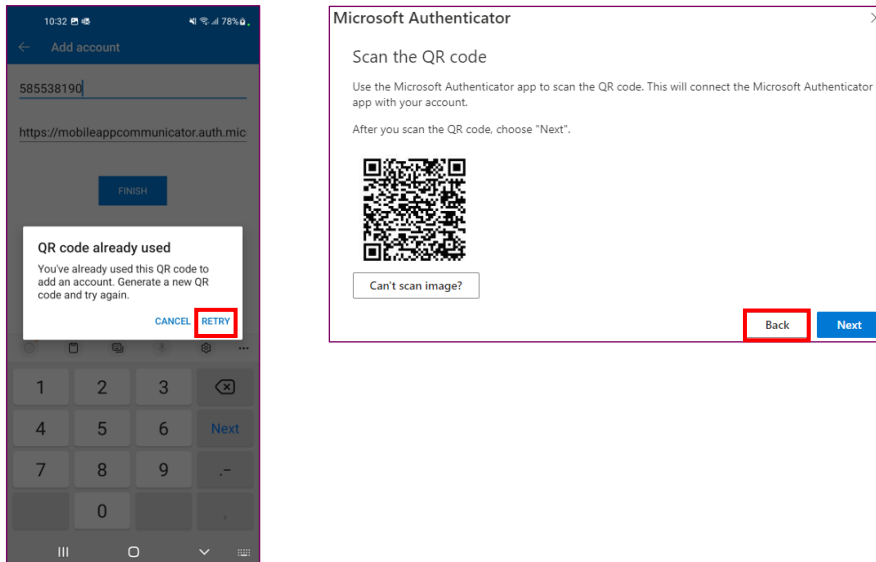 10:32
78%
Add account
585538190
https://mobileappcommunicator.auth.mic
FINISH
QR code already used
You've already used this QR code to
add an account. Generate a new QR
code and try again.
CANCEL RETRY
1 2 3
4 5 6 Next
7 8 9 .-
0 ,
Microsoft Authenticator
Scan the QR code
Use the Microsoft Authenticator app to scan the QR code. This will connect the Microsoft Authenticator
app with your account.
After you scan the QR code, choose "Next".
Can't scan image?
Back Next